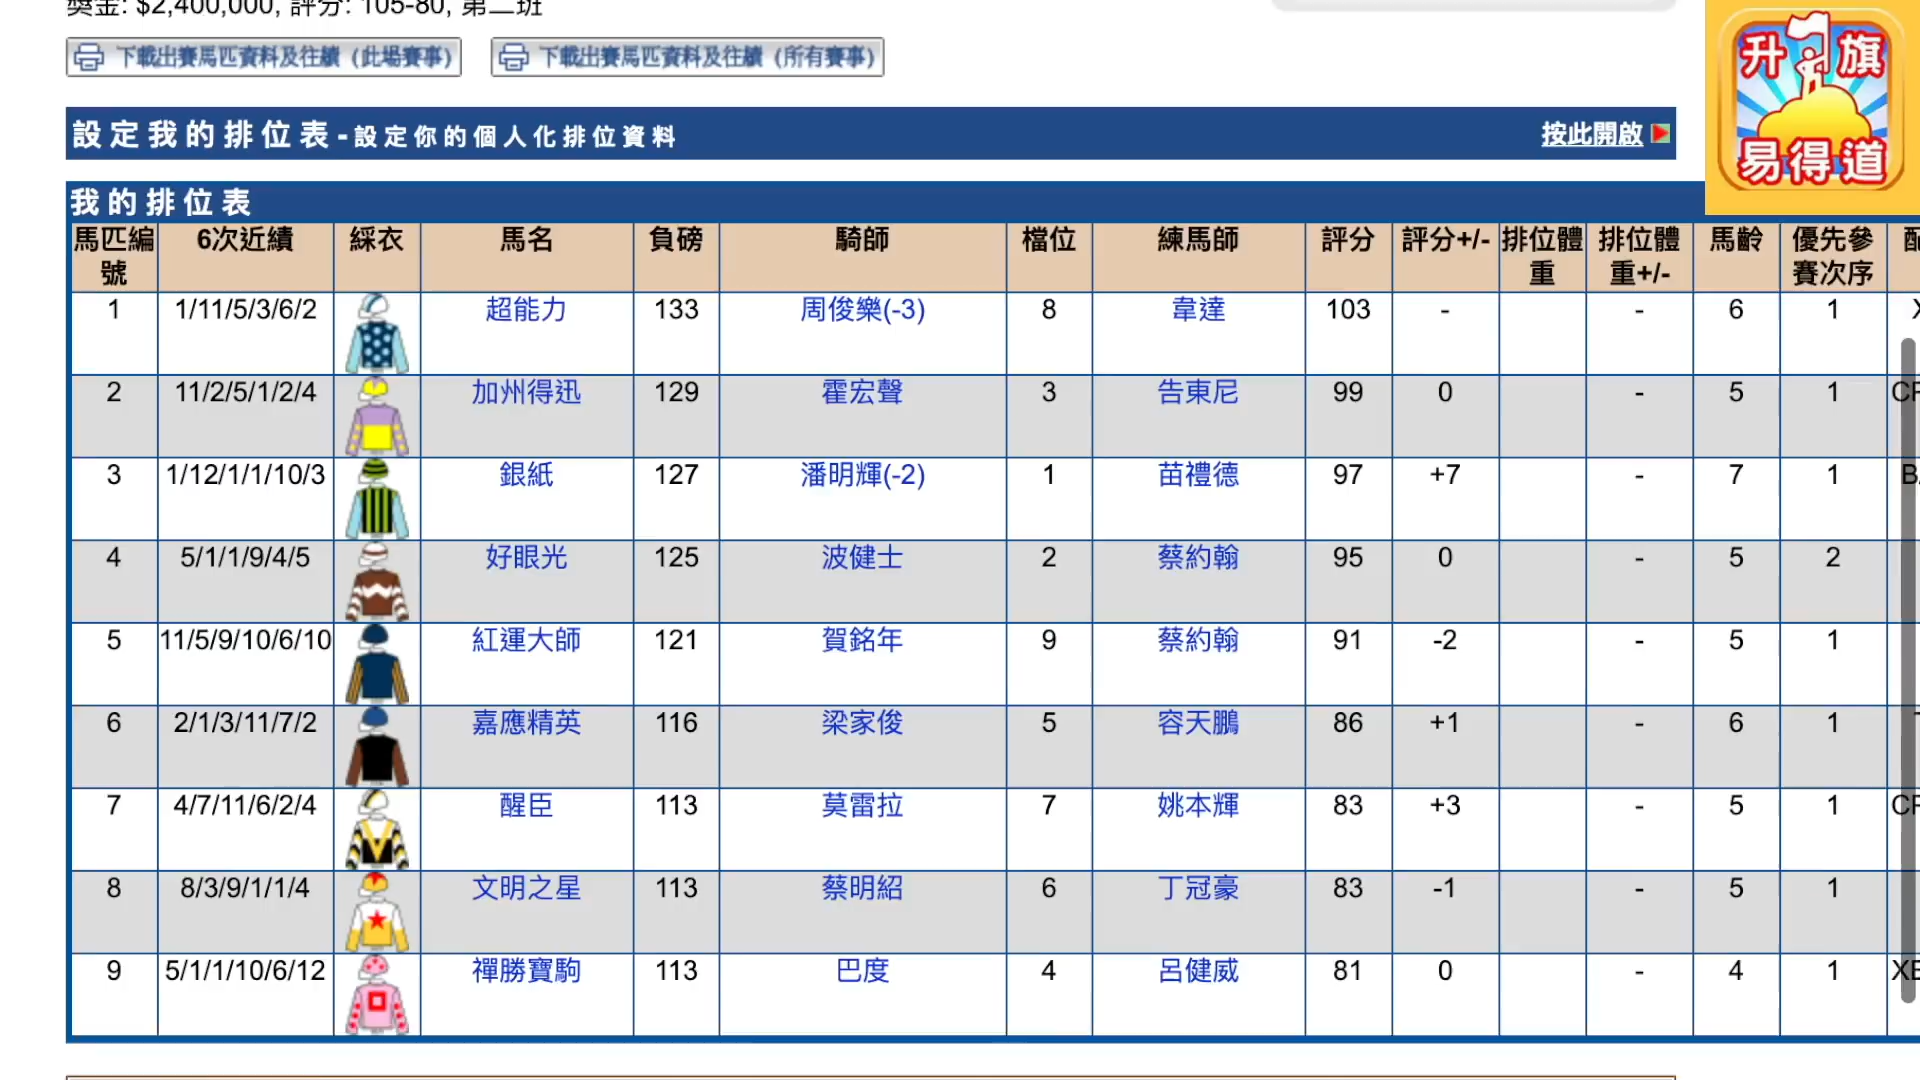 獎金: $2,400,000, 評分: 105-80, 第二班
下載出賽馬匹資料及往績 (此場賽事) 下載出賽馬匹資料及往績 (所有賽事)
升旗
易得道
設定我的排位表-設定你的個人化排位資料 按此開啟
我的排位表
馬匹編號 6次近績 綵衣 馬名 負磅 騎師 檔位 練馬師 評分 評分+/- 排位體重 排位體重+/- 馬齡 優先參賽次序
1 1/11/5/3/6/2 超能力 133 周俊樂(-3) 8 韋達 103 - - 6 1
2 11/2/5/1/2/4 加州得迅 129 霍宏聲 3 告東尼 99 0 - 5 1
3 1/12/1/1/10/3 銀紙 127 潘明輝(-2) 1 苗禮德 97 +7 - 7 1
4 5/1/1/9/4/5 好眼光 125 波健士 2 蔡約翰 95 0 - 5 2
5 11/5/9/10/6/10 紅運大師 121 賀銘年 9 蔡約翰 91 -2 - 5 1
6 2/1/3/11/7/2 嘉應精英 116 梁家俊 5 容天鵬 86 +1 - 6 1
7 4/7/11/6/2/4 醒臣 113 莫雷拉 7 姚本輝 83 +3 - 5 1
8 8/3/9/1/1/4 文明之星 113 蔡明紹 6 丁冠豪 83 -1 - 5 1
9 5/1/1/10/6/12 禪勝寶駒 113 巴度 4 呂健威 81 0 - 4 1